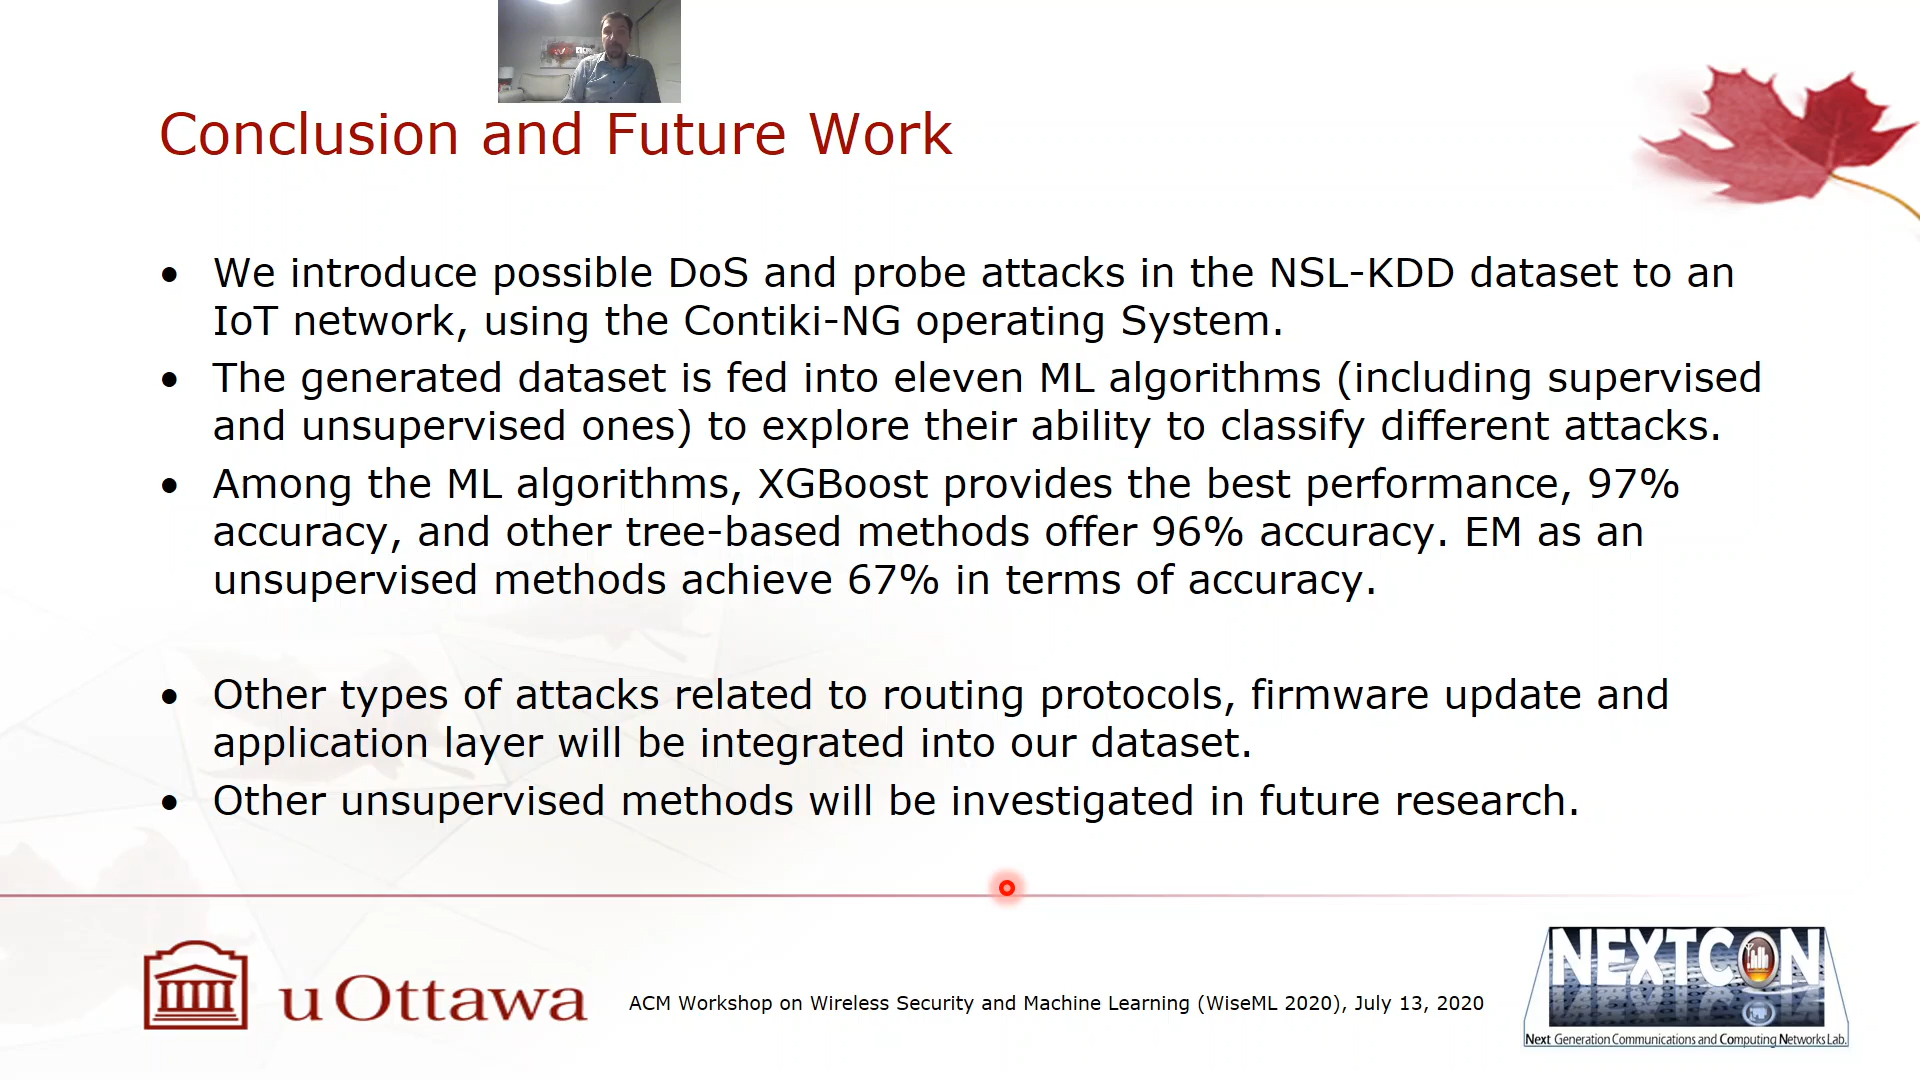 Conclusion and Future Work
• We introduce possible DoS and probe attacks in the NSL-KDD dataset to an
IoT network, using the Contiki-NG operating System.
• The generated dataset is fed into eleven ML algorithms (including supervised
and unsupervised ones) to explore their ability to classify different attacks.
• Among the ML algorithms, XGBoost provides the best performance, 97%
accuracy, and other tree-based methods offer 96% accuracy. EM as an
unsupervised methods achieve 67% in terms of accuracy.
• Other types of attacks related to routing protocols, firmware update and
application layer will be integrated into our dataset.
• Other unsupervised methods will be investigated in future research.
uOttawa
ACM Workshop on Wireless Security and Machine Learning (WiseML 2020), July 13, 2020
NEXTCON
Next Generation Communications and Computing Networks Lab.